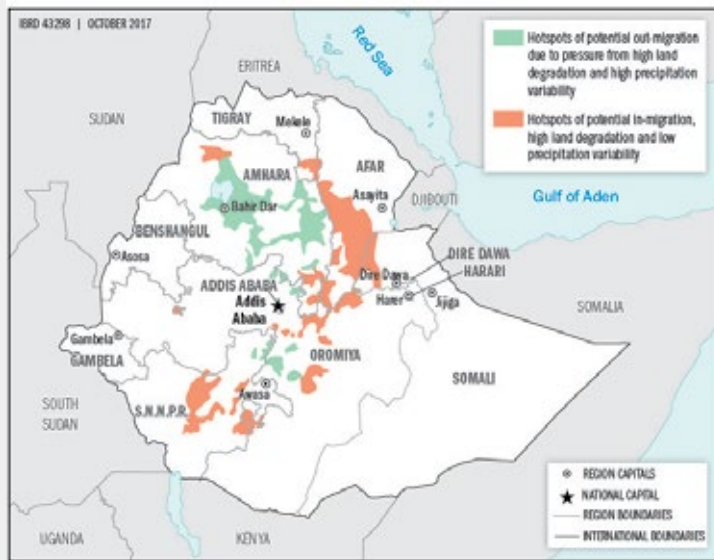 IBRD 43298 | OCTOBER 2017
Red Sea
Hotspots of potential out-migration
due to pressure from high land
degradation and high precipitation
variability
Hotspots of potential in-migration,
high land degradation and low
precipitation variability
ERITREA
SUDAN
TIGRAY
Mekele
AFAR
AMHARA
Asayita
DJIBOUTI
Gulf of Aden
Bahir Dar
BENSHANGUL
Asosa
DIRE DAWA
HARARI
Dire Dawa
ADDIS ABABA
Addis
Ababa
Harer
Jijiga
SOMALIA
Gambela
GAMBELA
OROMIYA
SOMALI
Awasa
S.N.N.P.R.
SOUTH
SUDAN
REGION CAPITALS
NATIONAL CAPITAL
REGION BOUNDARIES
INTERNATIONAL BOUNDARIES
UGANDA
KENYA